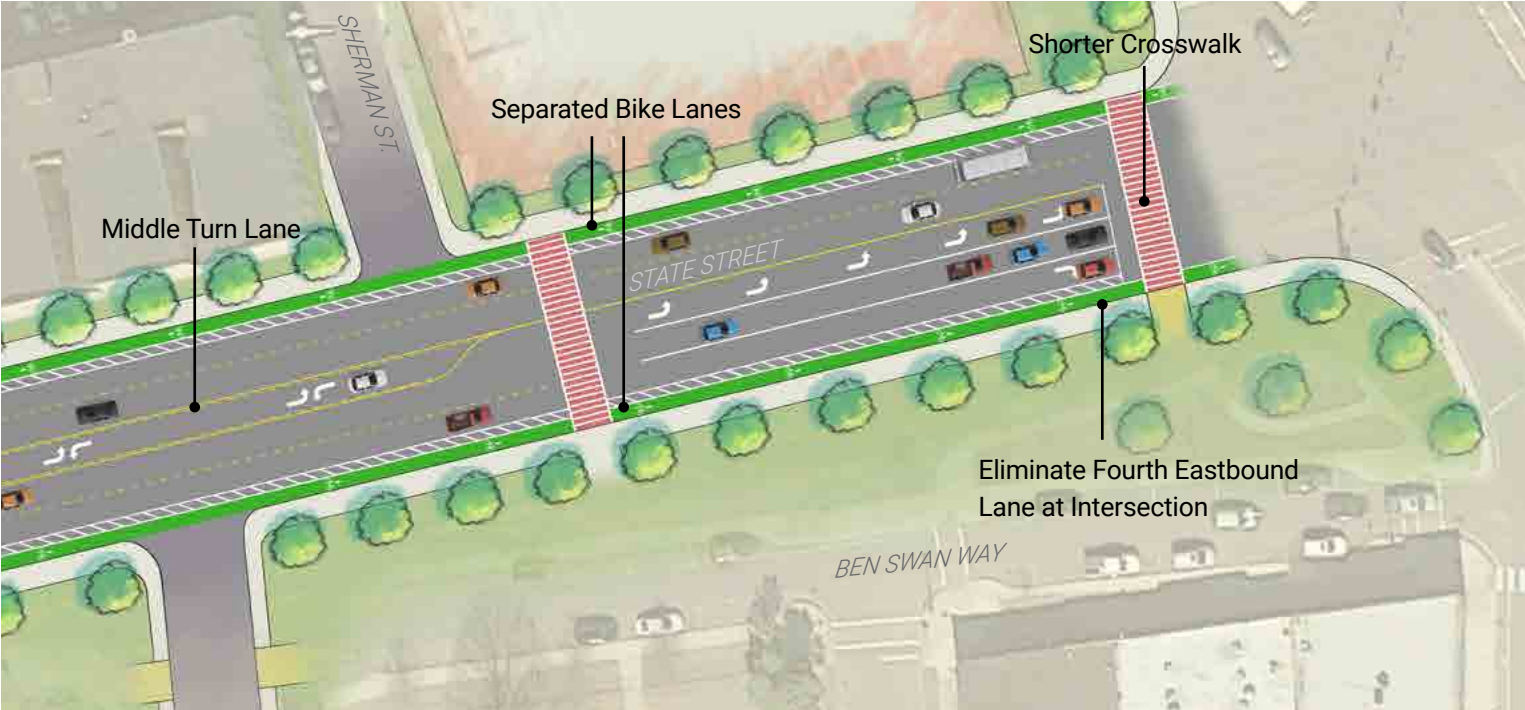 SHERMAN ST.
Shorter Crosswalk
Separated Bike Lanes
Middle Turn Lane
STATE STREET
Eliminate Fourth Eastbound
Lane at Intersection
BEN SWAN WAY